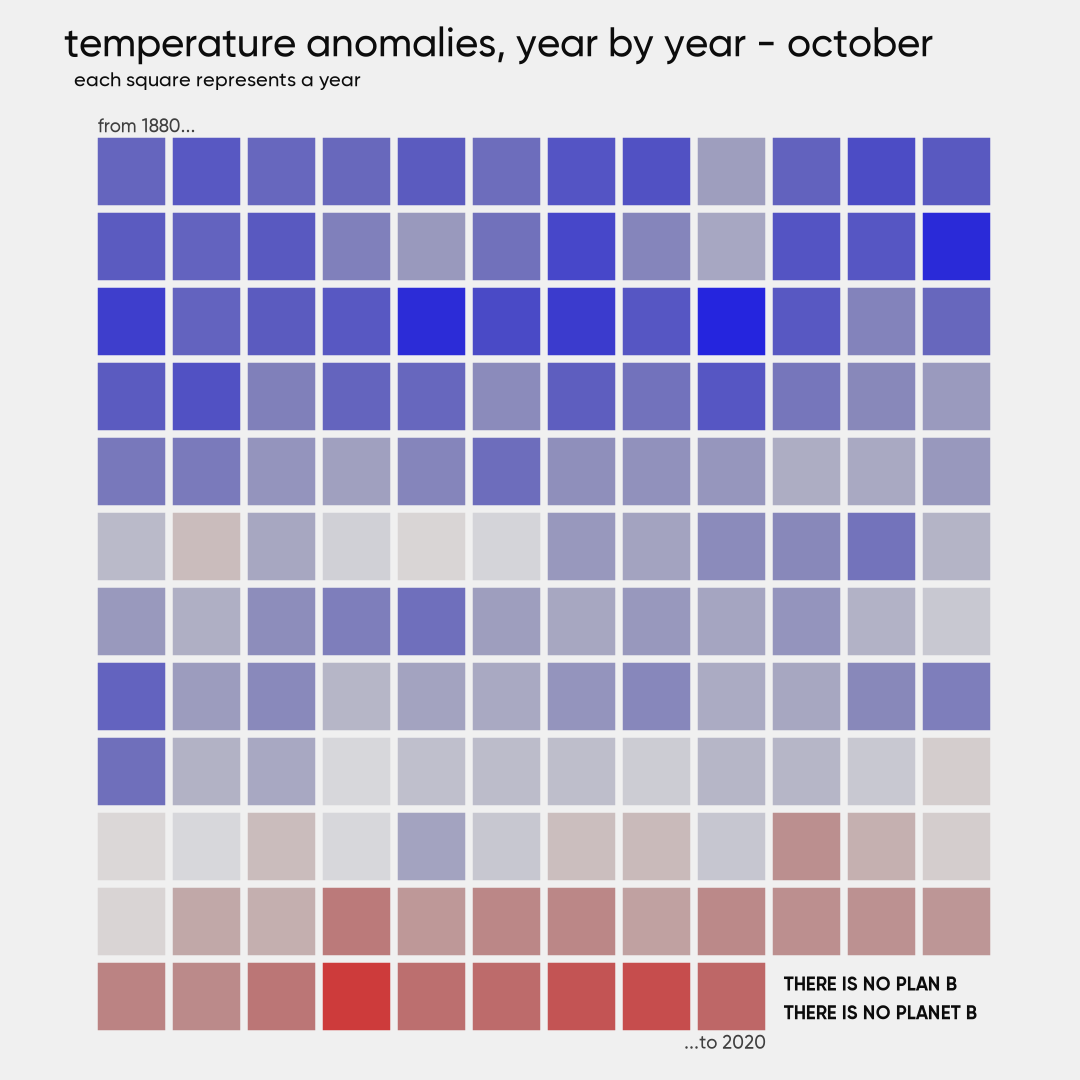 temperature anomalies, year by year - october
each square represents a year
from 1880...
THERE IS NO PLAN B
THERE IS NO PLANET B
...to 2020